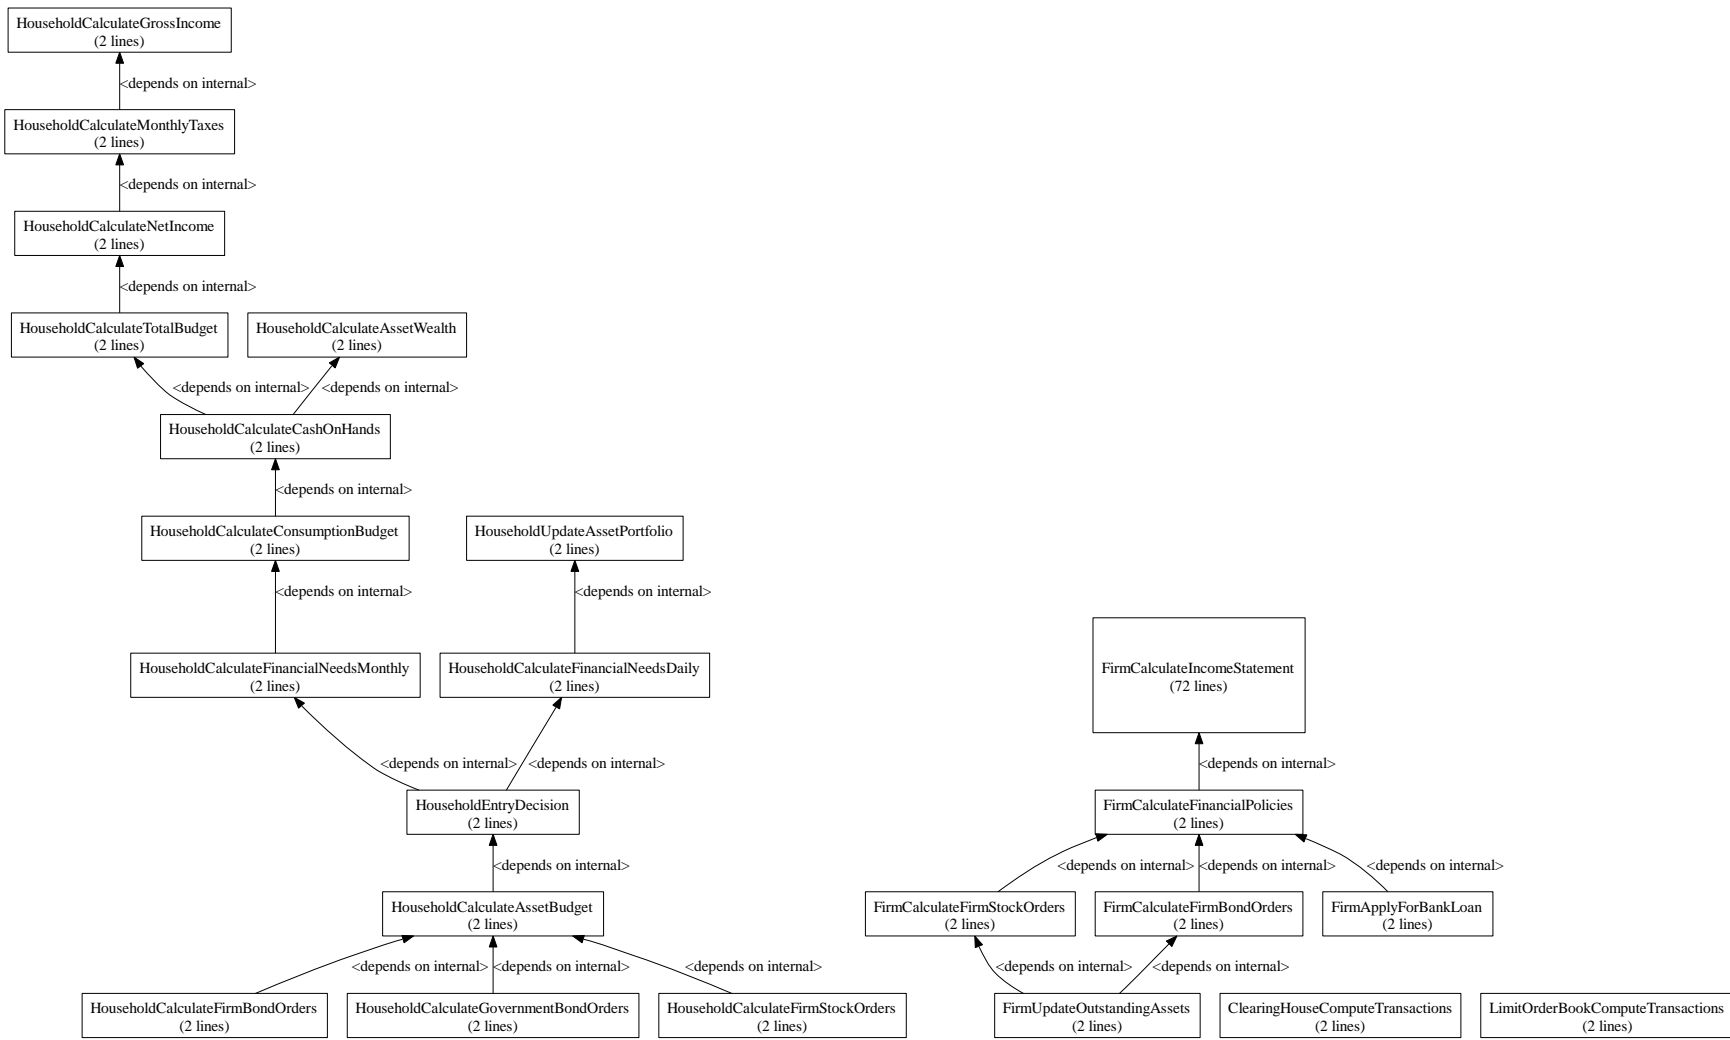 HouseholdCalculateGrossIncome
(2 lines)
<depends on internal>
HouseholdCalculateMonthlyTaxes
(2 lines)
<depends on internal>
HouseholdCalculateNetIncome
(2 lines)
<depends on internal>
HouseholdCalculateTotalBudget
(2 lines)
HouseholdCalculateAssetWealth
(2 lines)
<depends on internal>
<depends on internal>
HouseholdCalculateCashOnHands
(2 lines)
<depends on internal>
HouseholdCalculateConsumptionBudget
(2 lines)
HouseholdUpdateAssetPortfolio
(2 lines)
<depends on internal>
<depends on internal>
HouseholdCalculateFinancialNeedsMonthly
(2 lines)
HouseholdCalculateFinancialNeedsDaily
(2 lines)
FirmCalculateIncomeStatement
(72 lines)
<depends on internal>
<depends on internal>
<depends on internal>
HouseholdEntryDecision
(2 lines)
FirmCalculateFinancialPolicies
(2 lines)
<depends on internal>
<depends on internal>
<depends on internal>
<depends on internal>
HouseholdCalculateAssetBudget
(2 lines)
FirmCalculateFirmStockOrders
(2 lines)
FirmCalculateFirmBondOrders
(2 lines)
FirmApplyForBankLoan
(2 lines)
<depends on internal>
<depends on internal>
<depends on internal>
<depends on internal>
<depends on internal>
HouseholdCalculateFirmBondOrders
(2 lines)
HouseholdCalculateGovernmentBondOrders
(2 lines)
HouseholdCalculateFirmStockOrders
(2 lines)
FirmUpdateOutstandingAssets
(2 lines)
ClearingHouseComputeTransactions
(2 lines)
LimitOrderBookComputeTransactions
(2 lines)